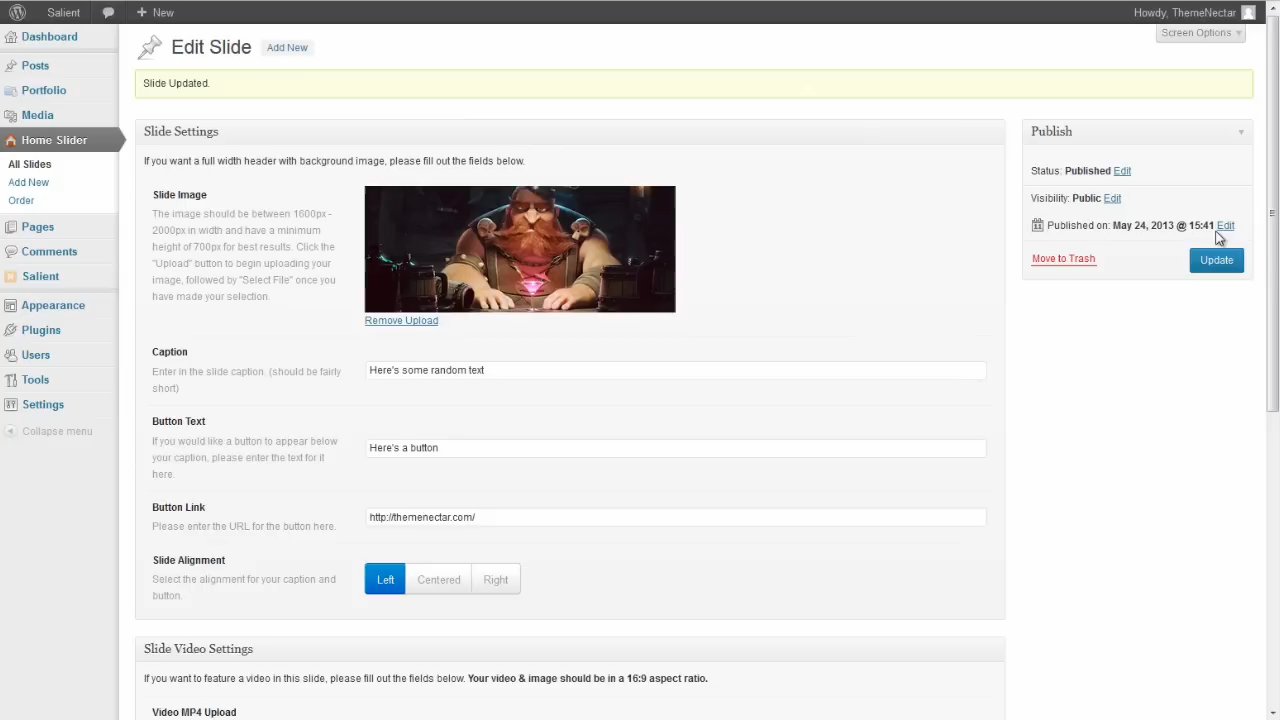 Salient
New
Howdy, ThemeNectar
Dashboard
Posts
Portfolio
Media
Home Slider
All Slides
Add New
Order
Pages
Comments
Salient
Appearance
Plugins
Users
Tools
Settings
Collapse menu
Edit Slide
Add New
Screen Options
Slide Updated.
Slide Settings
If you want a full width header with background image, please fill out the fields below.
Slide Image
The image should be between 1600px -
2000px in width and have a minimum
height of 700px for best results. Click the
"Upload" button to begin uploading your
image, followed by "Select File" once you
have made your selection.
Remove Upload
Caption
Enter in the slide caption. (should be fairly
short)
Here's some random text
Button Text
If you would like a button to appear below
your caption, please enter the text for it
here.
Here's a button
Button Link
Please enter the URL for the button here.
http://themenectar.com/
Slide Alignment
Select the alignment for your caption and
button.
Left
Centered
Right
Slide Video Settings
If you want to feature a video in this slide, please fill out the fields below. Your video & image should be in a 16:9 aspect ratio.
Video MP4 Upload
Publish
Status: Published Edit
Visibility: Public Edit
Published on: May 24, 2013 @ 15:41 Edit
Move to Trash
Update